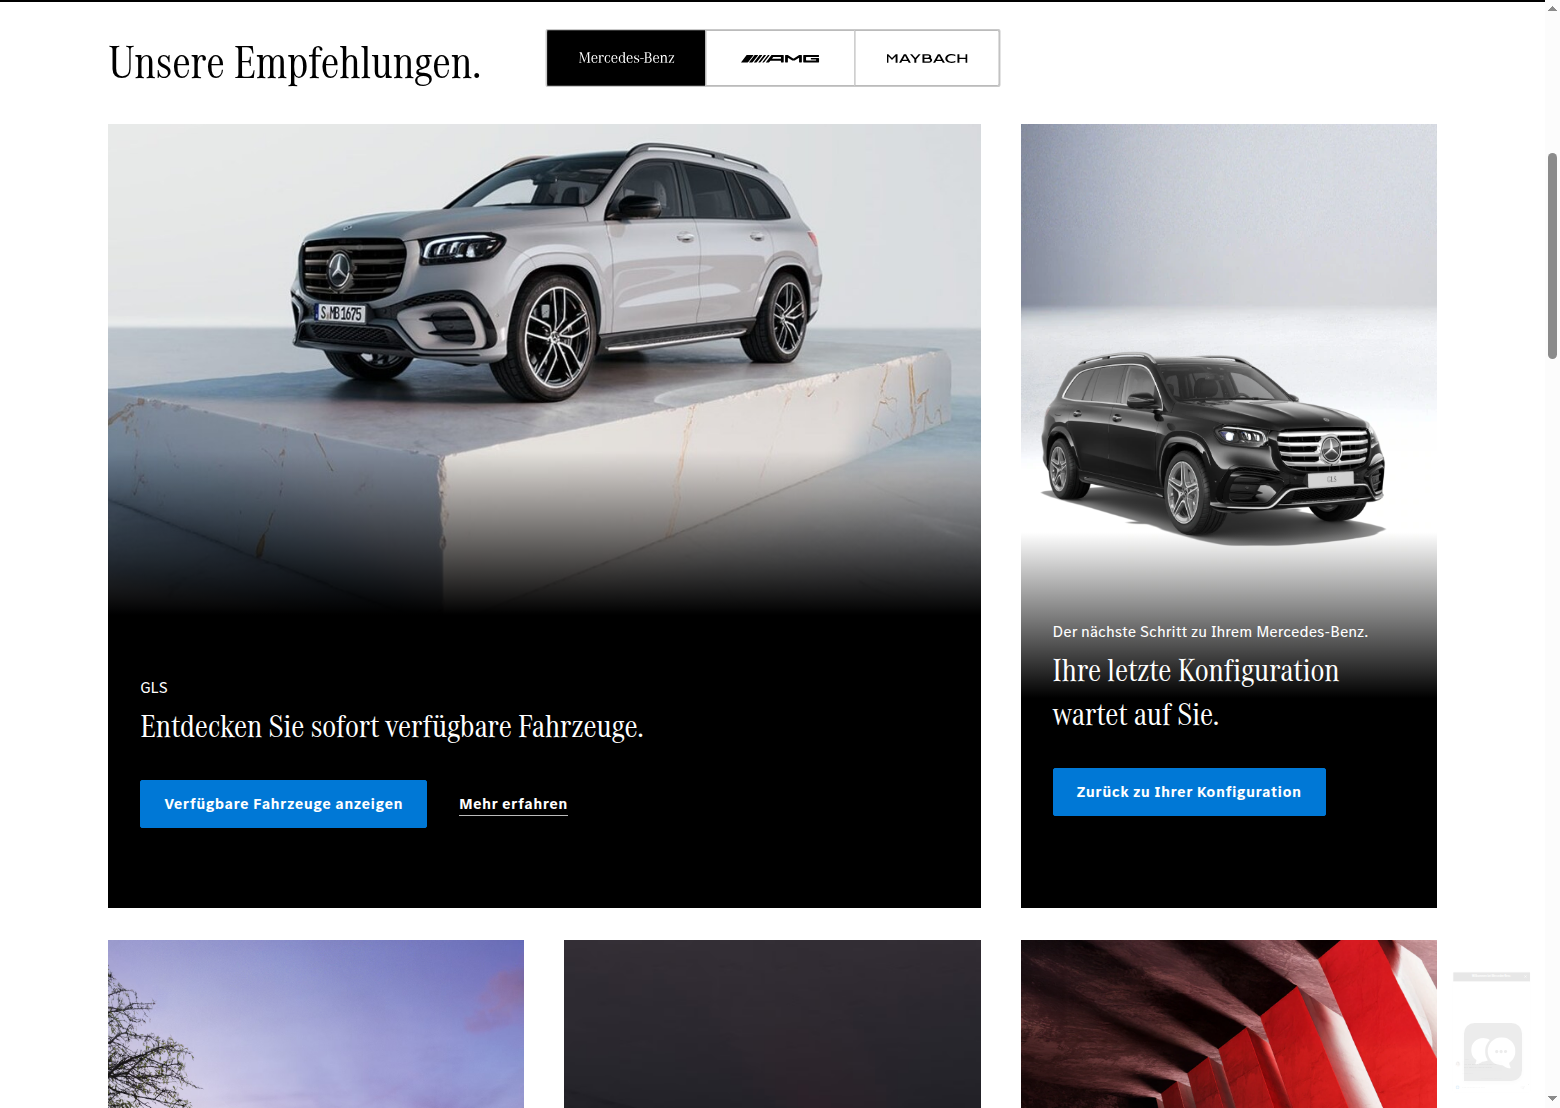 Unsere Empfehlungen.
Mercedes-Benz
AMG
MAYBACH
S MB 1675
GLS
GLS
Entdecken Sie sofort verfügbare Fahrzeuge.
Verfügbare Fahrzeuge anzeigen
Mehr erfahren
Der nächste Schritt zu Ihrem Mercedes-Benz.
Ihre letzte Konfiguration
wartet auf Sie.
Zurück zu Ihrer Konfiguration